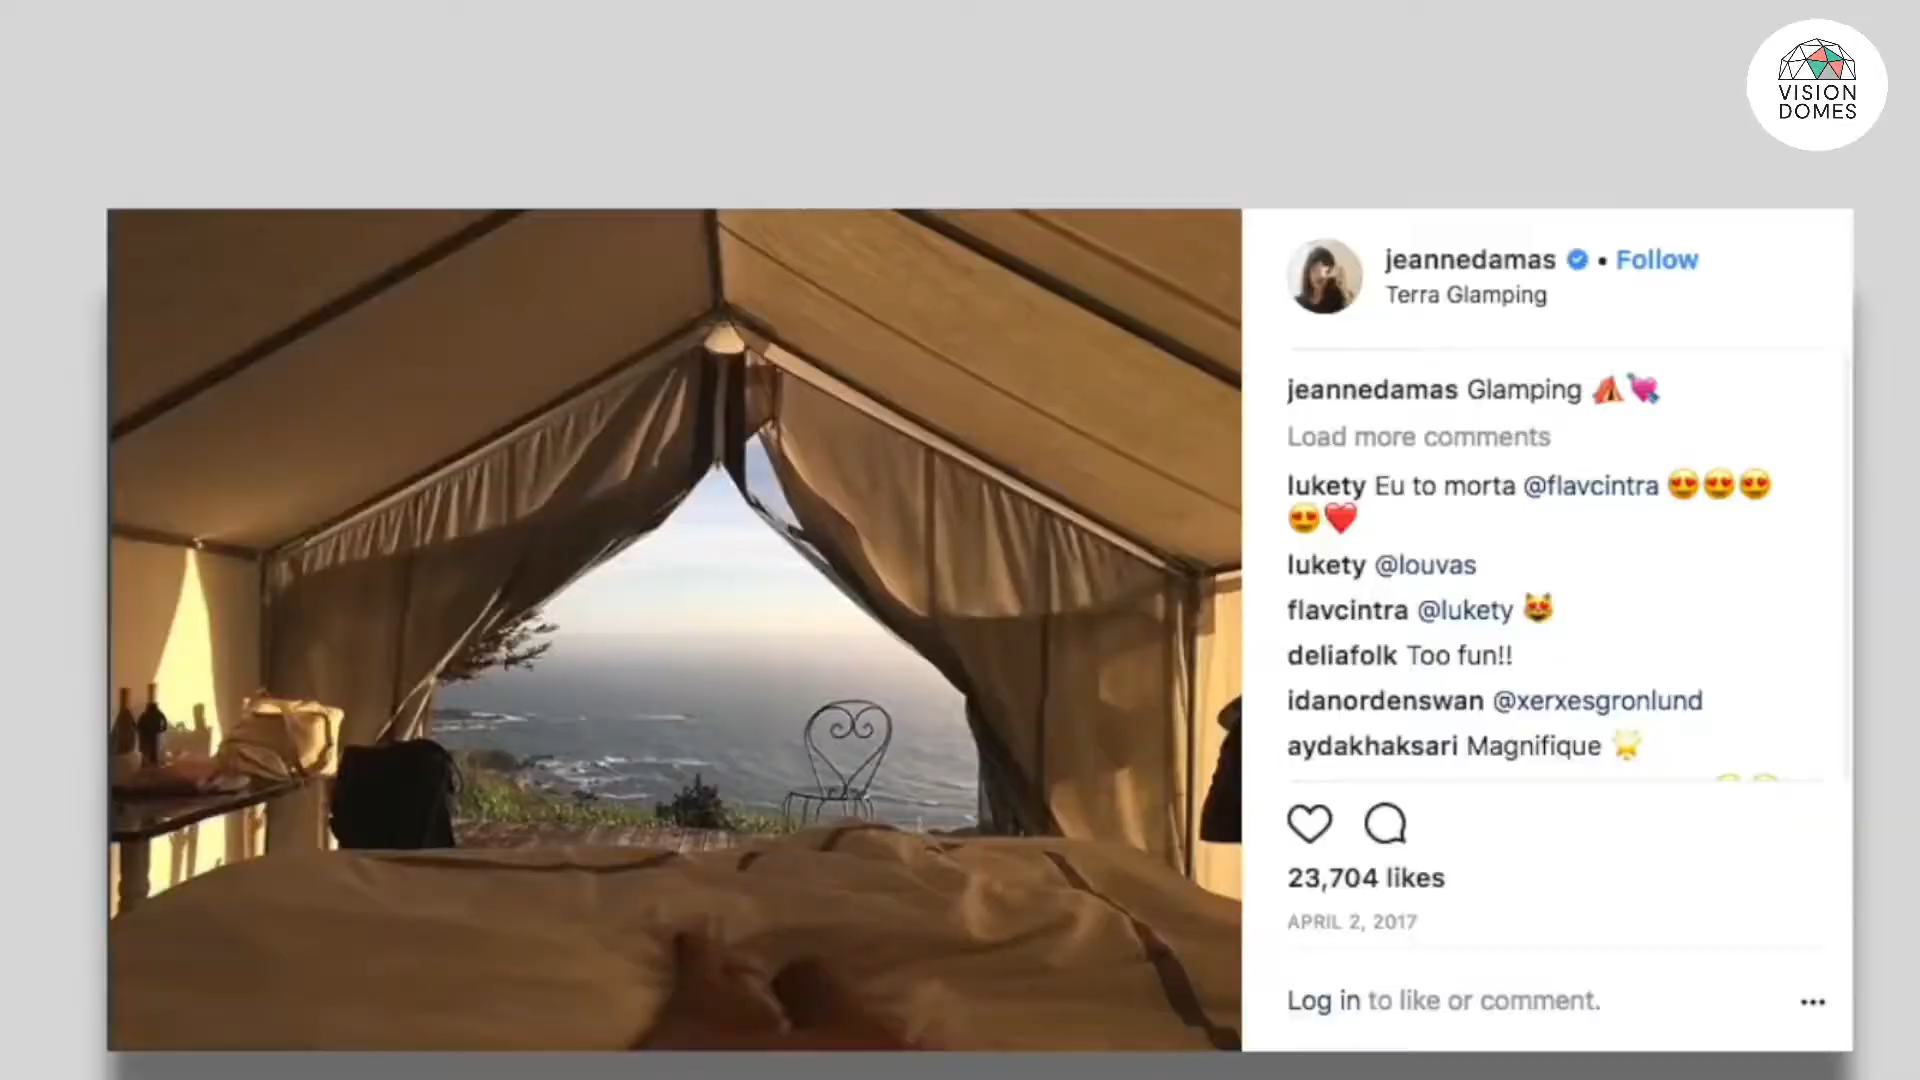 VISION
DOMES
jeannedamas • Follow
Terra Glamping
jeannedamas Glamping ⛺💘
Load more comments
lukety Eu to morta @flavcintra 😍😍😍
😍❤️
lukety @louvas
flavcintra @lukety 😻
deliafolk Too fun!!
idanordenswan @xerxesgronlund
aydakhaksari Magnifique 🌟
23,704 likes
APRIL 2, 2017
Log in to like or comment.